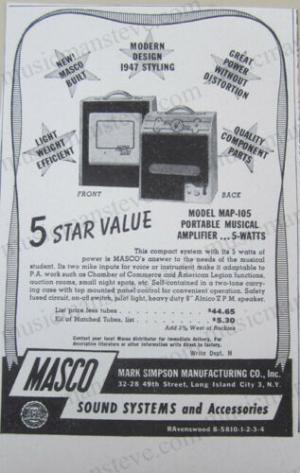 NEW!
MASCO
BUILT
MODERN
DESIGN
1947 STYLING
GREAT
POWER
WITHOUT
DISTORTION
LIGHT
WEIGHT
EFFICIENT
QUALITY
COMPONENT
PARTS
FRONT
BACK
5 STAR VALUE
MODEL MAP-105
PORTABLE MUSICAL
AMPLIFIER ... 5-WATTS
This compact system with its 5 watts of
power is MASCO's answer to the needs of the musical
student. Its two mike inputs for voice or instrument make it adaptable to
P.A. work such as Chamber of Commerce and American Legion functions,
auction rooms, small night spots, etc. Self-contained in a two-tone carry-
ing case with top mounted panel control for convenient operation. Safety
fused circuit, on-off switch, pilot light, heavy duty 8" Alnico V P.M. speaker.
List price less tubes $44.65
Kit of Matched Tubes, list $5.30
Add 5% West of Rockies
Contact your local Masco distributor for immediate delivery. For
descriptive literature or other information write direct to factory.
Write Dept. H
MASCO
MARK SIMPSON MANUFACTURING CO., Inc.
32-28 49th Street, Long Island City 3, N.Y.
SOUND SYSTEMS and Accessories
RAvenswood 8-5810-1-2-3-4
musicmansteve.com